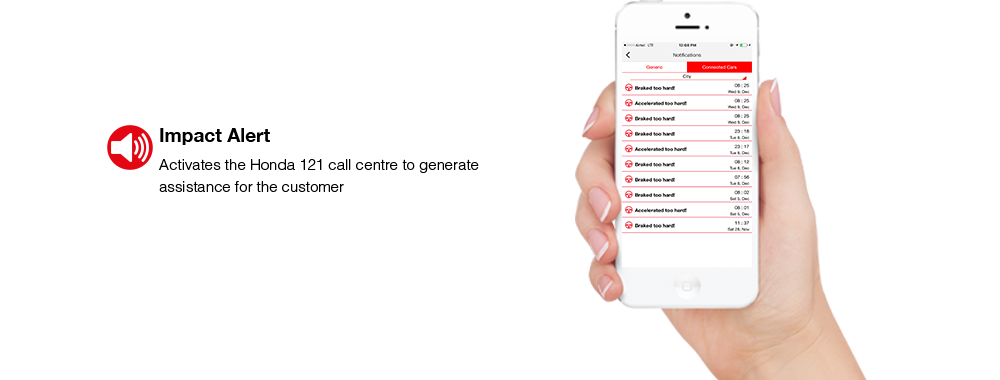 Impact Alert
Activates the Honda 121 call centre to generate
assistance for the customer
Airtel LTE 12:05 PM
Notifications
Generic Connected Cars
City
Braked too hard! 08 : 25
Wed 9, Dec
Accelerated too hard! 08 : 25
Wed 9, Dec
Braked too hard! 08 : 25
Wed 9, Dec
Braked too hard! 23 : 18
Tue 8, Dec
Accelerated too hard! 23 : 17
Tue 8, Dec
Braked too hard! 08 : 12
Tue 8, Dec
Braked too hard! 07 : 56
Tue 8, Dec
Braked too hard! 08 : 02
Sat 5, Dec
Accelerated too hard! 08 : 01
Sat 5, Dec
Braked too hard! 11 : 37
Sat 28, Nov